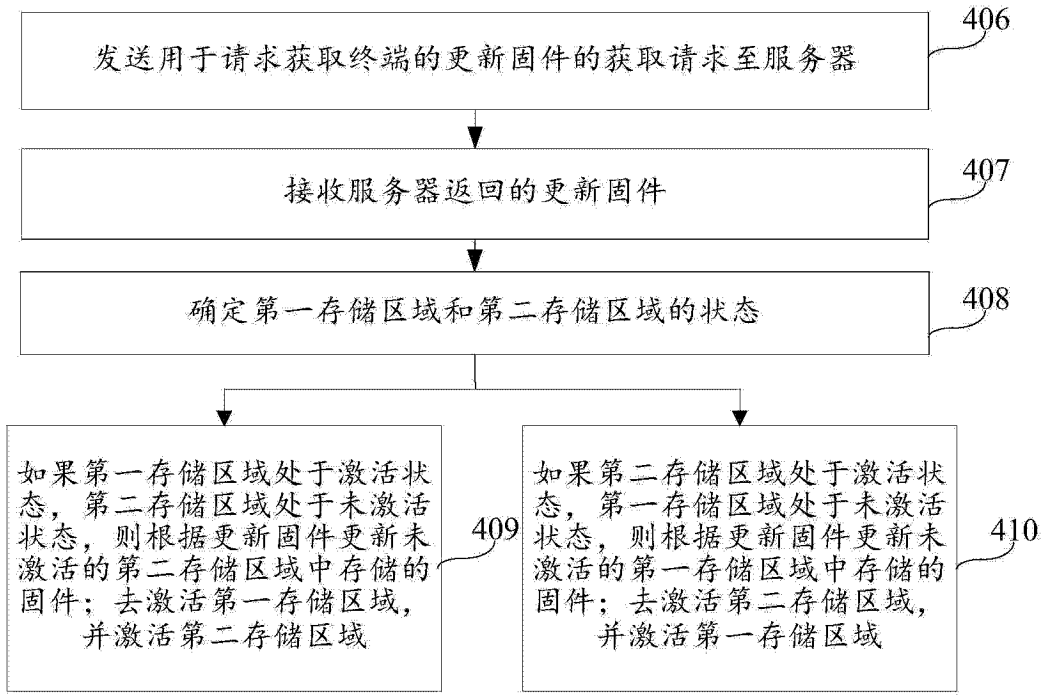 406
发送用于请求获取终端的更新固件的获取请求至服务器
407
接收服务器返回的更新固件
408
确定第一存储区域和第二存储区域的状态
如果第一存储区域处于激活状
态，第二存储区域处于未激活
状态，则根据更新固件更新未
激活的第二存储区域中存储的
固件；去激活第一存储区域，
并激活第二存储区域
409
如果第二存储区域处于激活状
态，第一存储区域处于未激活
状态，则根据更新固件更新未
激活的第一存储区域中存储的
固件；去激活第二存储区域，
并激活第一存储区域
410